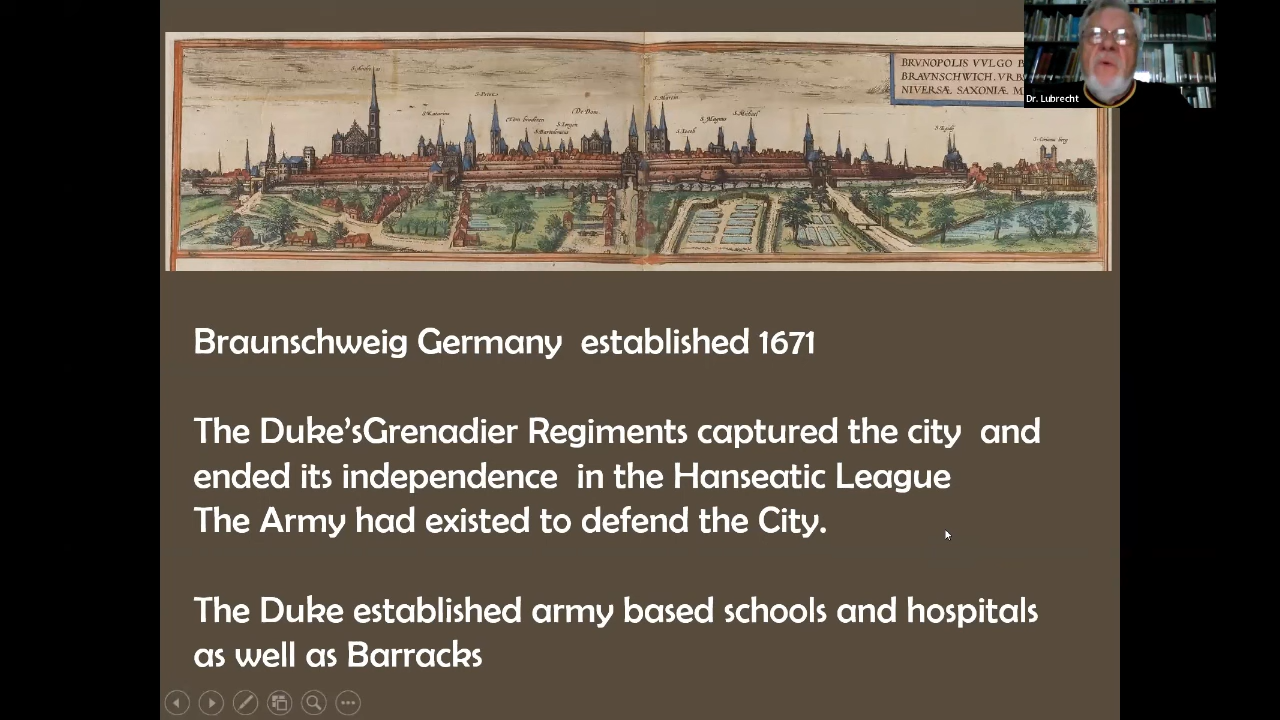 BRVNOPOLIS VVLGO
BRAVNSCHWICH. VRB
NIVERSÆ SAXONIÆ M
Dr. Lubrecht
Braunschweig Germany  established 1671
The Duke’sGrenadier Regiments captured the city  and
ended its independence  in the Hanseatic League
The Army had existed to defend the City.
The Duke established army based schools and hospitals
as well as Barracks